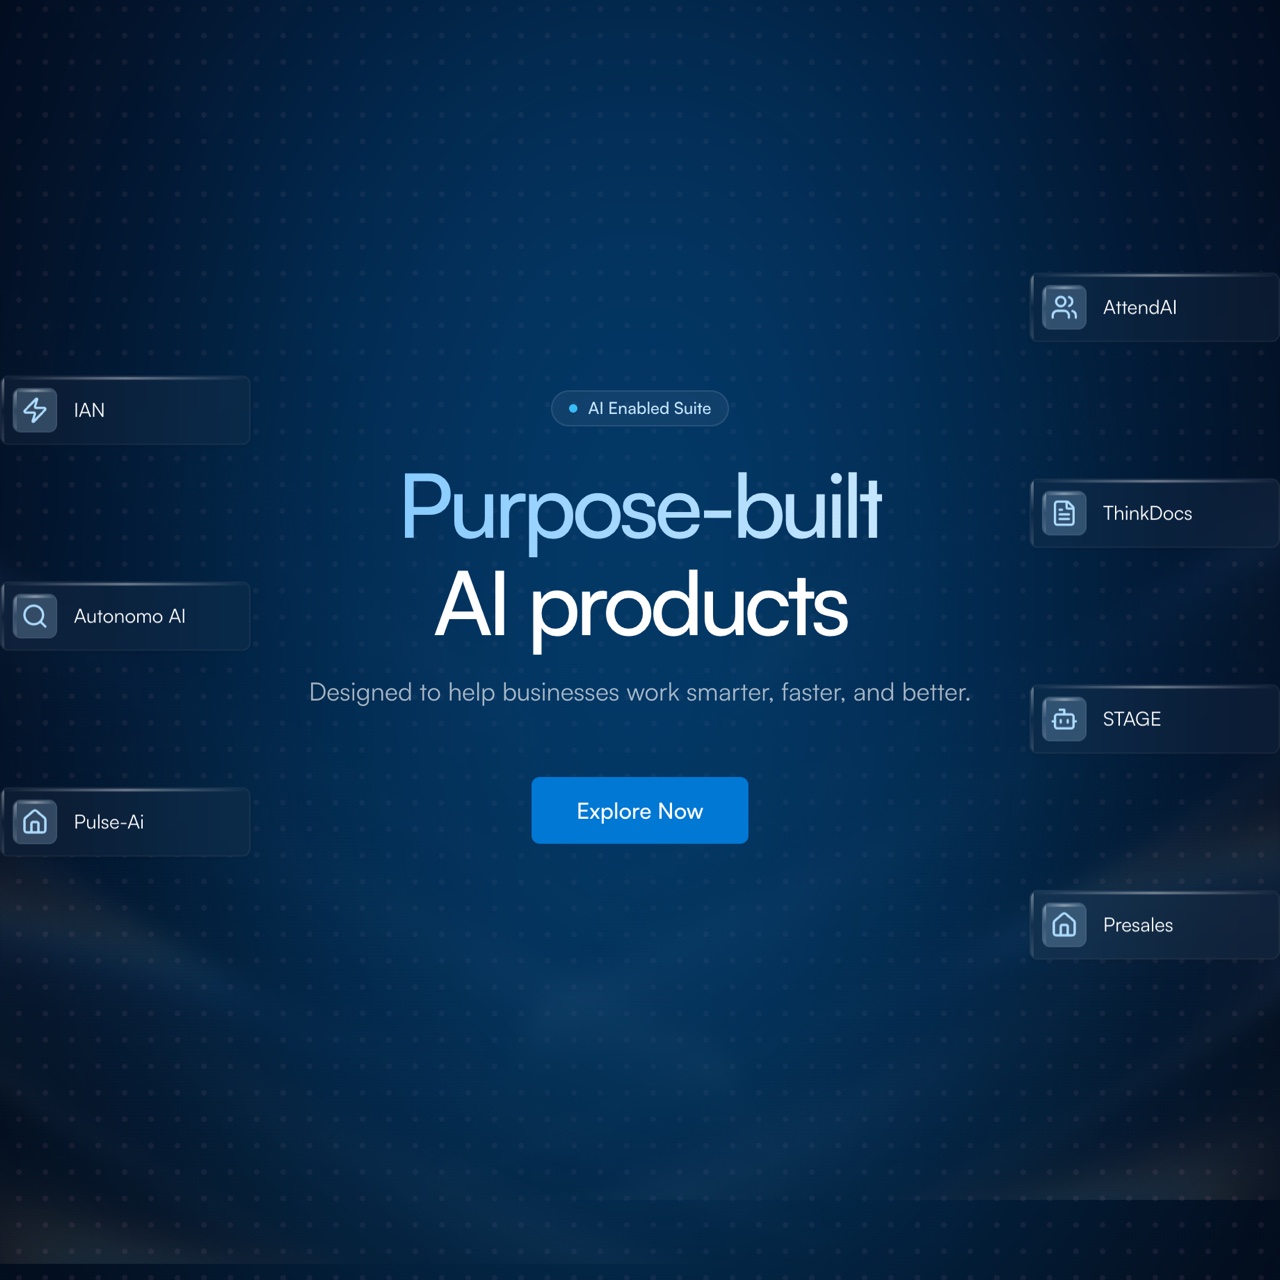 AttendAI
IAN
AI Enabled Suite
Purpose-built
AI products
ThinkDocs
Autonomo AI
Designed to help businesses work smarter, faster, and better.
STAGE
Explore Now
Pulse-Ai
Presales